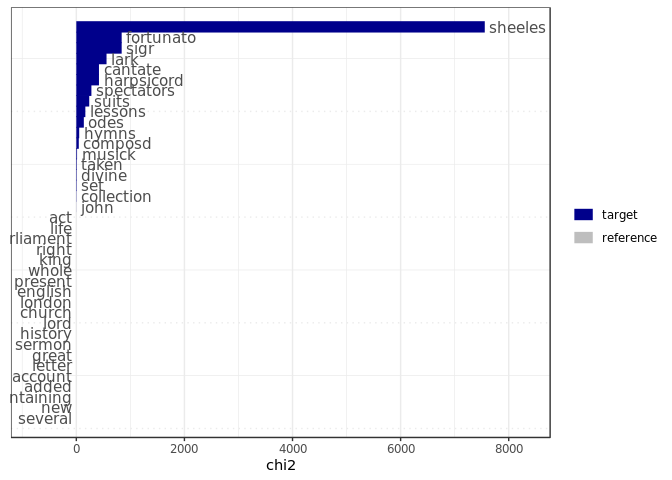 sheeles
fortunato
sigr
lark
cantate
harpsicord
spectators
suits
lessons
odes
hymns
composd
musick
taken
divine
set
collection
john
act
life
rliament
right
king
whole
present
english
london
church
lord
history
sermon
great
letter
account
added
ntaining
new
several
0 2000 4000 6000 8000
chi2
target
reference